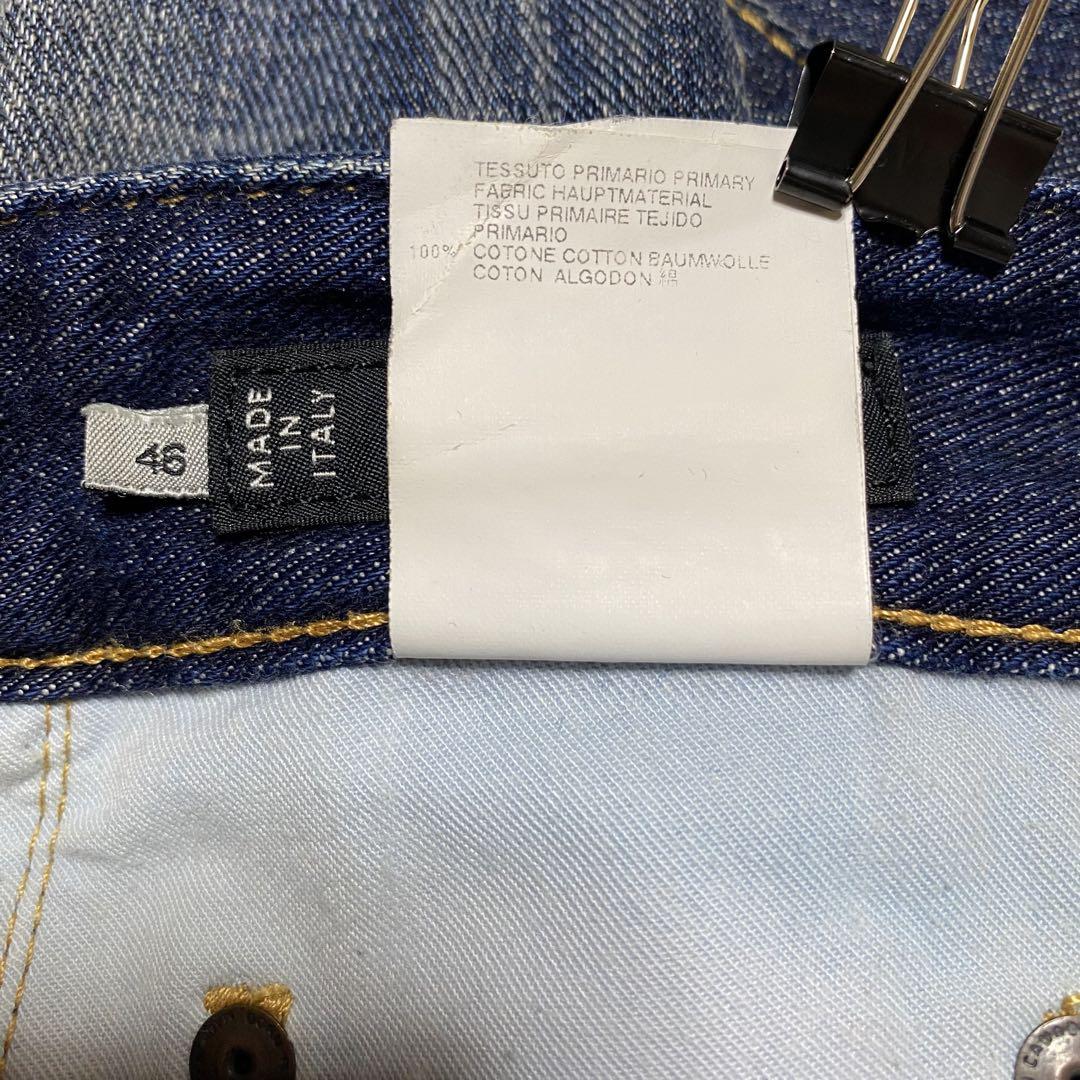 TESSUTO PRIMARIO PRIMARY
FABRIC HAUPTMATERIAL
TISSU PRIMAIRE TEJIDO
PRIMARIO
100% COTONE COTTON BAUMWOLLE
COTON ALGODON 棉
46
MADE
IN
ITALY